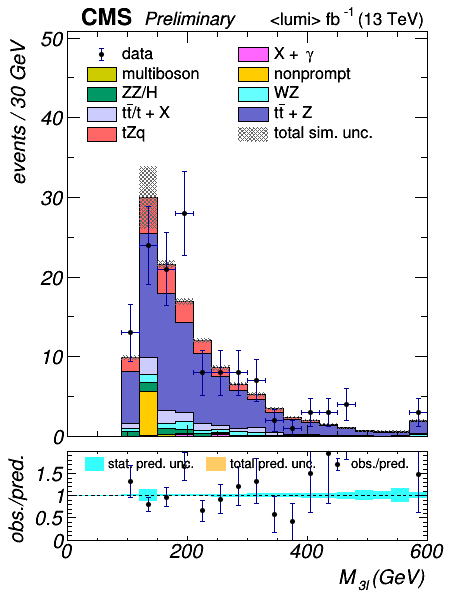 CMS Preliminary <lumi> fb⁻¹ (13 TeV)
events / 30 GeV
50
40
30
20
10
0
data
X + γ
multiboson
nonprompt
ZZ/H
WZ
tt̄/t + X
tt̄ + Z
tZq
total sim. unc.
obs./pred.
1.5
1
0.5
0
stat. pred. unc.
total pred. unc.
obs./pred.
0 200 400 600
M₃ₗ (GeV)